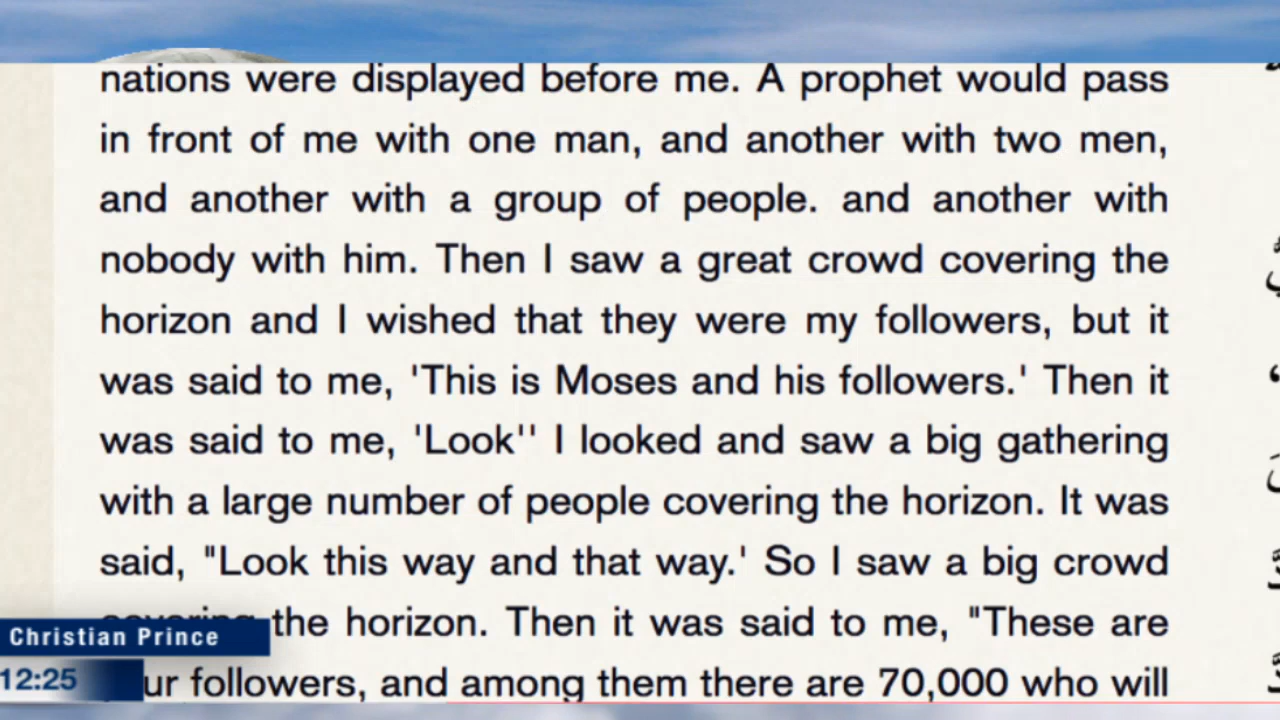 nations were displayed before me. A prophet would pass
in front of me with one man, and another with two men,
and another with a group of people. and another with
nobody with him. Then I saw a great crowd covering the
horizon and I wished that they were my followers, but it
was said to me, 'This is Moses and his followers.' Then it
was said to me, 'Look'' I looked and saw a big gathering
with a large number of people covering the horizon. It was
said, "Look this way and that way.' So I saw a big crowd
covering the horizon. Then it was said to me, "These are
ur followers, and among them there are 70,000 who will
Christian Prince
12:25